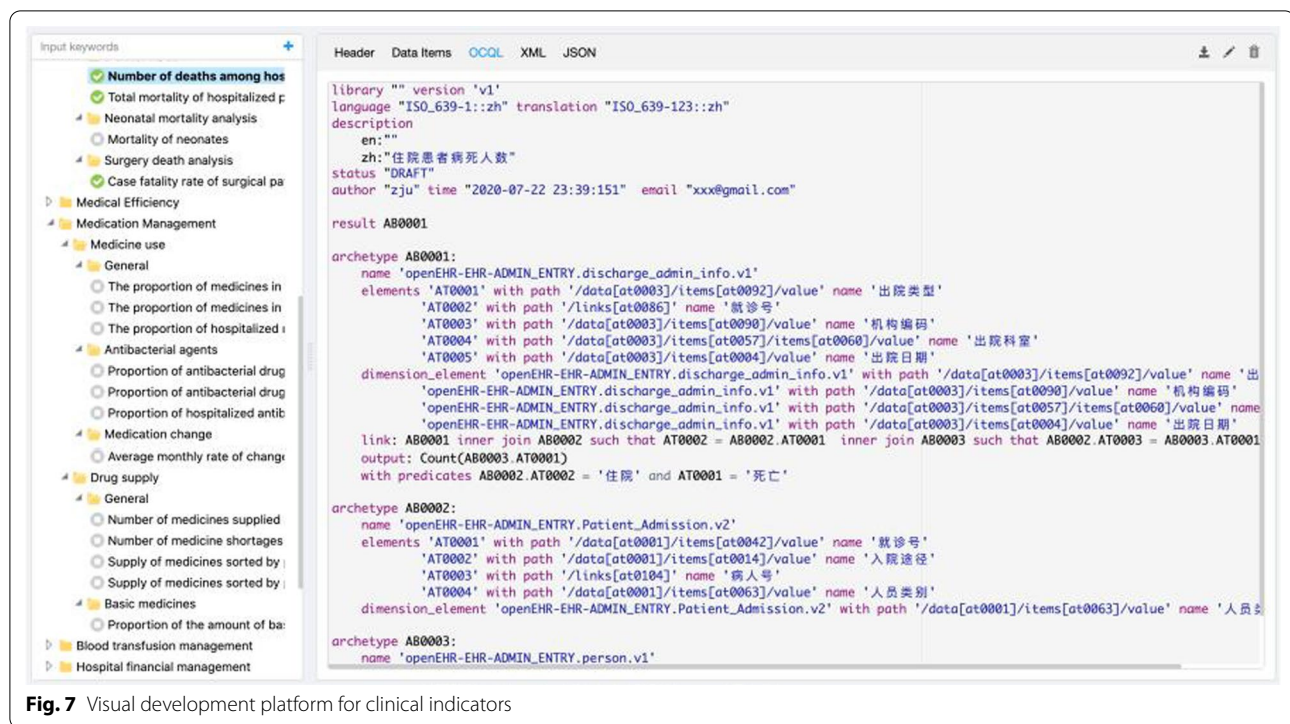 Input keywords
Number of deaths among hos
Total mortality of hospitalized p
Neonatal mortality analysis
Mortality of neonates
Surgery death analysis
Case fatality rate of surgical pa
Medical Efficiency
Medication Management
Medicine use
General
The proportion of medicines in
The proportion of medicines in
The proportion of hospitalized
Antibacterial agents
Proportion of antibacterial drug
Proportion of antibacterial drug
Proportion of hospitalized antib
Medication change
Average monthly rate of change
Drug supply
General
Number of medicines supplied
Number of medicine shortages
Supply of medicines sorted by
Supply of medicines sorted by
Basic medicines
Proportion of the amount of ba
Blood transfusion management
Hospital financial management
Header Data Items OCQL XML JSON
library "" version 'v1'
language "ISO_639-1::zh" translation "ISO_639-123::zh"
description
en:""
zh:"住院患者病死人数"
status "DRAFT"
author "zju" time "2020-07-22 23:39:151" email "xxx@gmail.com"
result AB0001
archetype AB0001:
name 'openEHR-EHR-ADMIN_ENTRY.discharge_admin_info.v1'
elements 'AT0001' with path '/data[at0003]/items[at0092]/value' name '出院类型'
'AT0002' with path '/links[at0086]' name '就诊号'
'AT0003' with path '/data[at0003]/items[at0090]/value' name '机构编码'
'AT0004' with path '/data[at0003]/items[at0057]/items[at0060]/value' name '出院科室'
'AT0005' with path '/data[at0003]/items[at0004]/value' name '出院日期'
dimension_element 'openEHR-EHR-ADMIN_ENTRY.discharge_admin_info.v1' with path '/data[at0003]/items[at0092]/value' name '出
'openEHR-EHR-ADMIN_ENTRY.discharge_admin_info.v1' with path '/data[at0003]/items[at0090]/value' name '机构编码'
'openEHR-EHR-ADMIN_ENTRY.discharge_admin_info.v1' with path '/data[at0003]/items[at0057]/items[at0060]/value' name
'openEHR-EHR-ADMIN_ENTRY.discharge_admin_info.v1' with path '/data[at0003]/items[at0004]/value' name '出院日期'
link: AB0001 inner join AB0002 such that AT0002 = AB0002.AT0001 inner join AB0003 such that AB0002.AT0003 = AB0003.AT0001
output: Count(AB0003.AT0001)
with predicates AB0002.AT0002 = '住院' and AT0001 = '死亡'
archetype AB0002:
name 'openEHR-EHR-ADMIN_ENTRY.Patient_Admission.v2'
elements 'AT0001' with path '/data[at0001]/items[at0042]/value' name '就诊号'
'AT0002' with path '/data[at0001]/items[at0014]/value' name '入院途径'
'AT0003' with path '/links[at0104]' name '病人号'
'AT0004' with path '/data[at0001]/items[at0063]/value' name '人员类别'
dimension_element 'openEHR-EHR-ADMIN_ENTRY.Patient_Admission.v2' with path '/data[at0001]/items[at0063]/value' name '人员
archetype AB0003:
name 'openEHR-EHR-ADMIN_ENTRY.person.v1'
Fig. 7 Visual development platform for clinical indicators